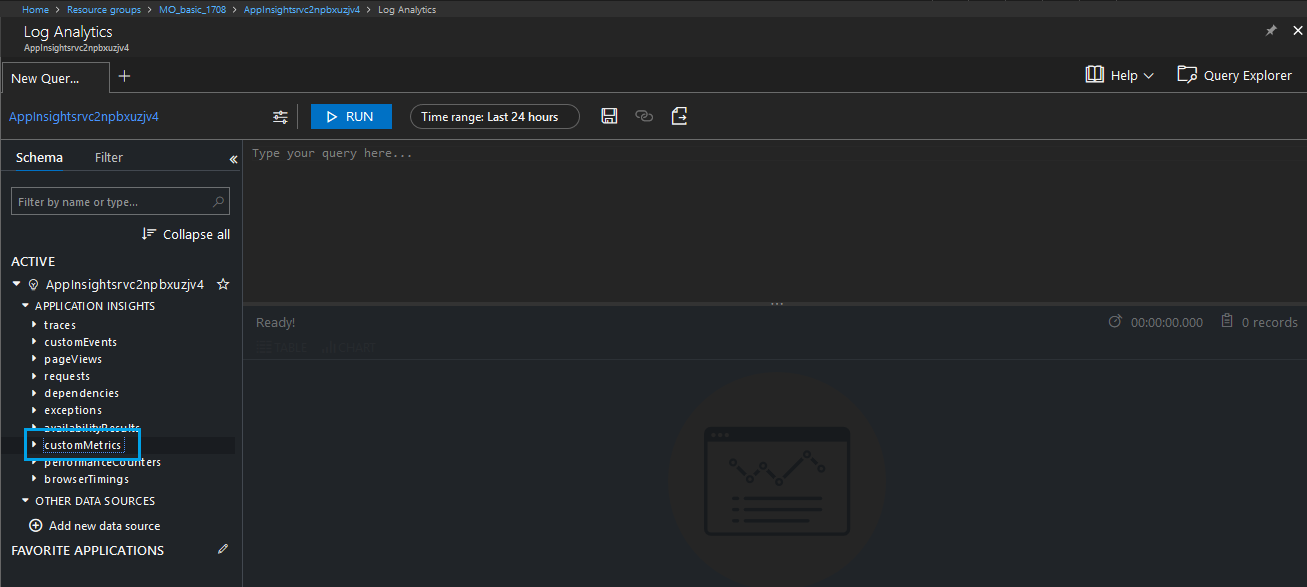 Home > Resource groups > MO_basic_1708 > AppInsightsrvc2npbxuzjv4 > Log Analytics
Log Analytics
AppInsightsrvc2npbxuzjv4
New Quer... +
Help
Query Explorer
AppInsightsrvc2npbxuzjv4
RUN
Time range: Last 24 hours
Schema
Filter
«
Type your query here...
Filter by name or type...
Collapse all
ACTIVE
AppInsightsrvc2npbxuzjv4
APPLICATION INSIGHTS
traces
customEvents
pageViews
requests
dependencies
exceptions
availabilityResults
customMetrics
performanceCounters
browserTimings
OTHER DATA SOURCES
Add new data source
FAVORITE APPLICATIONS
Ready!
00:00:00.000
0 records
TABLE
CHART